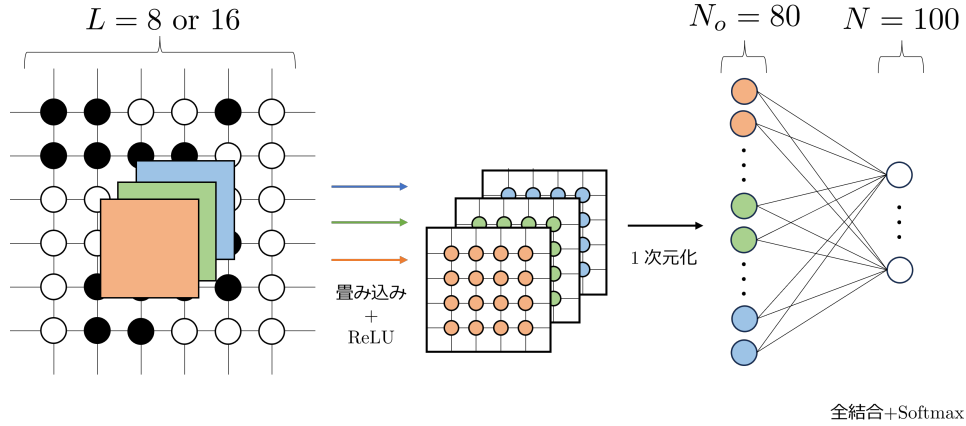 L = 8 or 16
N_o = 80
N = 100
畳み込み
+
ReLU
1 次元化
全結合+Softmax